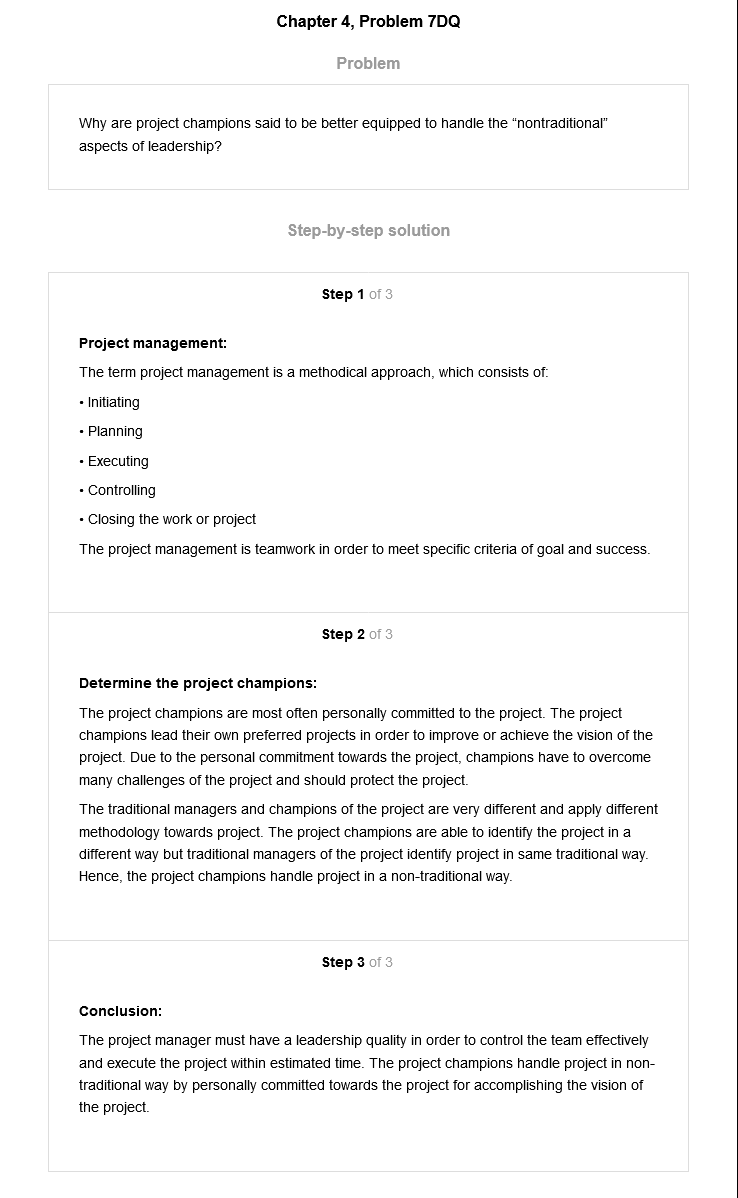 Chapter 4, Problem 7DQ
Problem
Why are project champions said to be better equipped to handle the “nontraditional”
aspects of leadership?
Step-by-step solution
Step 1 of 3
Project management:
The term project management is a methodical approach, which consists of:
• Initiating
• Planning
• Executing
• Controlling
• Closing the work or project
The project management is teamwork in order to meet specific criteria of goal and success.
Step 2 of 3
Determine the project champions:
The project champions are most often personally committed to the project. The project
champions lead their own preferred projects in order to improve or achieve the vision of the
project. Due to the personal commitment towards the project, champions have to overcome
many challenges of the project and should protect the project.
The traditional managers and champions of the project are very different and apply different
methodology towards project. The project champions are able to identify the project in a
different way but traditional managers of the project identify project in same traditional way.
Hence, the project champions handle project in a non-traditional way.
Step 3 of 3
Conclusion:
The project manager must have a leadership quality in order to control the team effectively
and execute the project within estimated time. The project champions handle project in non-
traditional way by personally committed towards the project for accomplishing the vision of
the project.